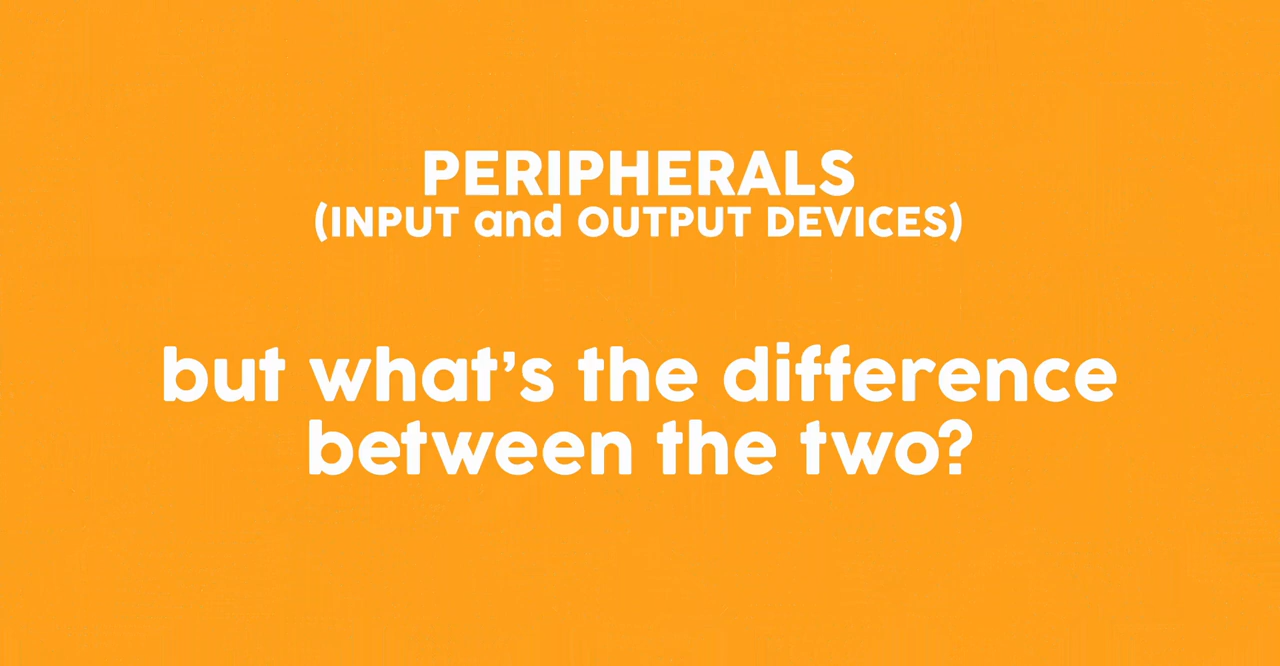 PERIPHERALS
(INPUT and OUTPUT DEVICES)
but what's the difference
between the two?